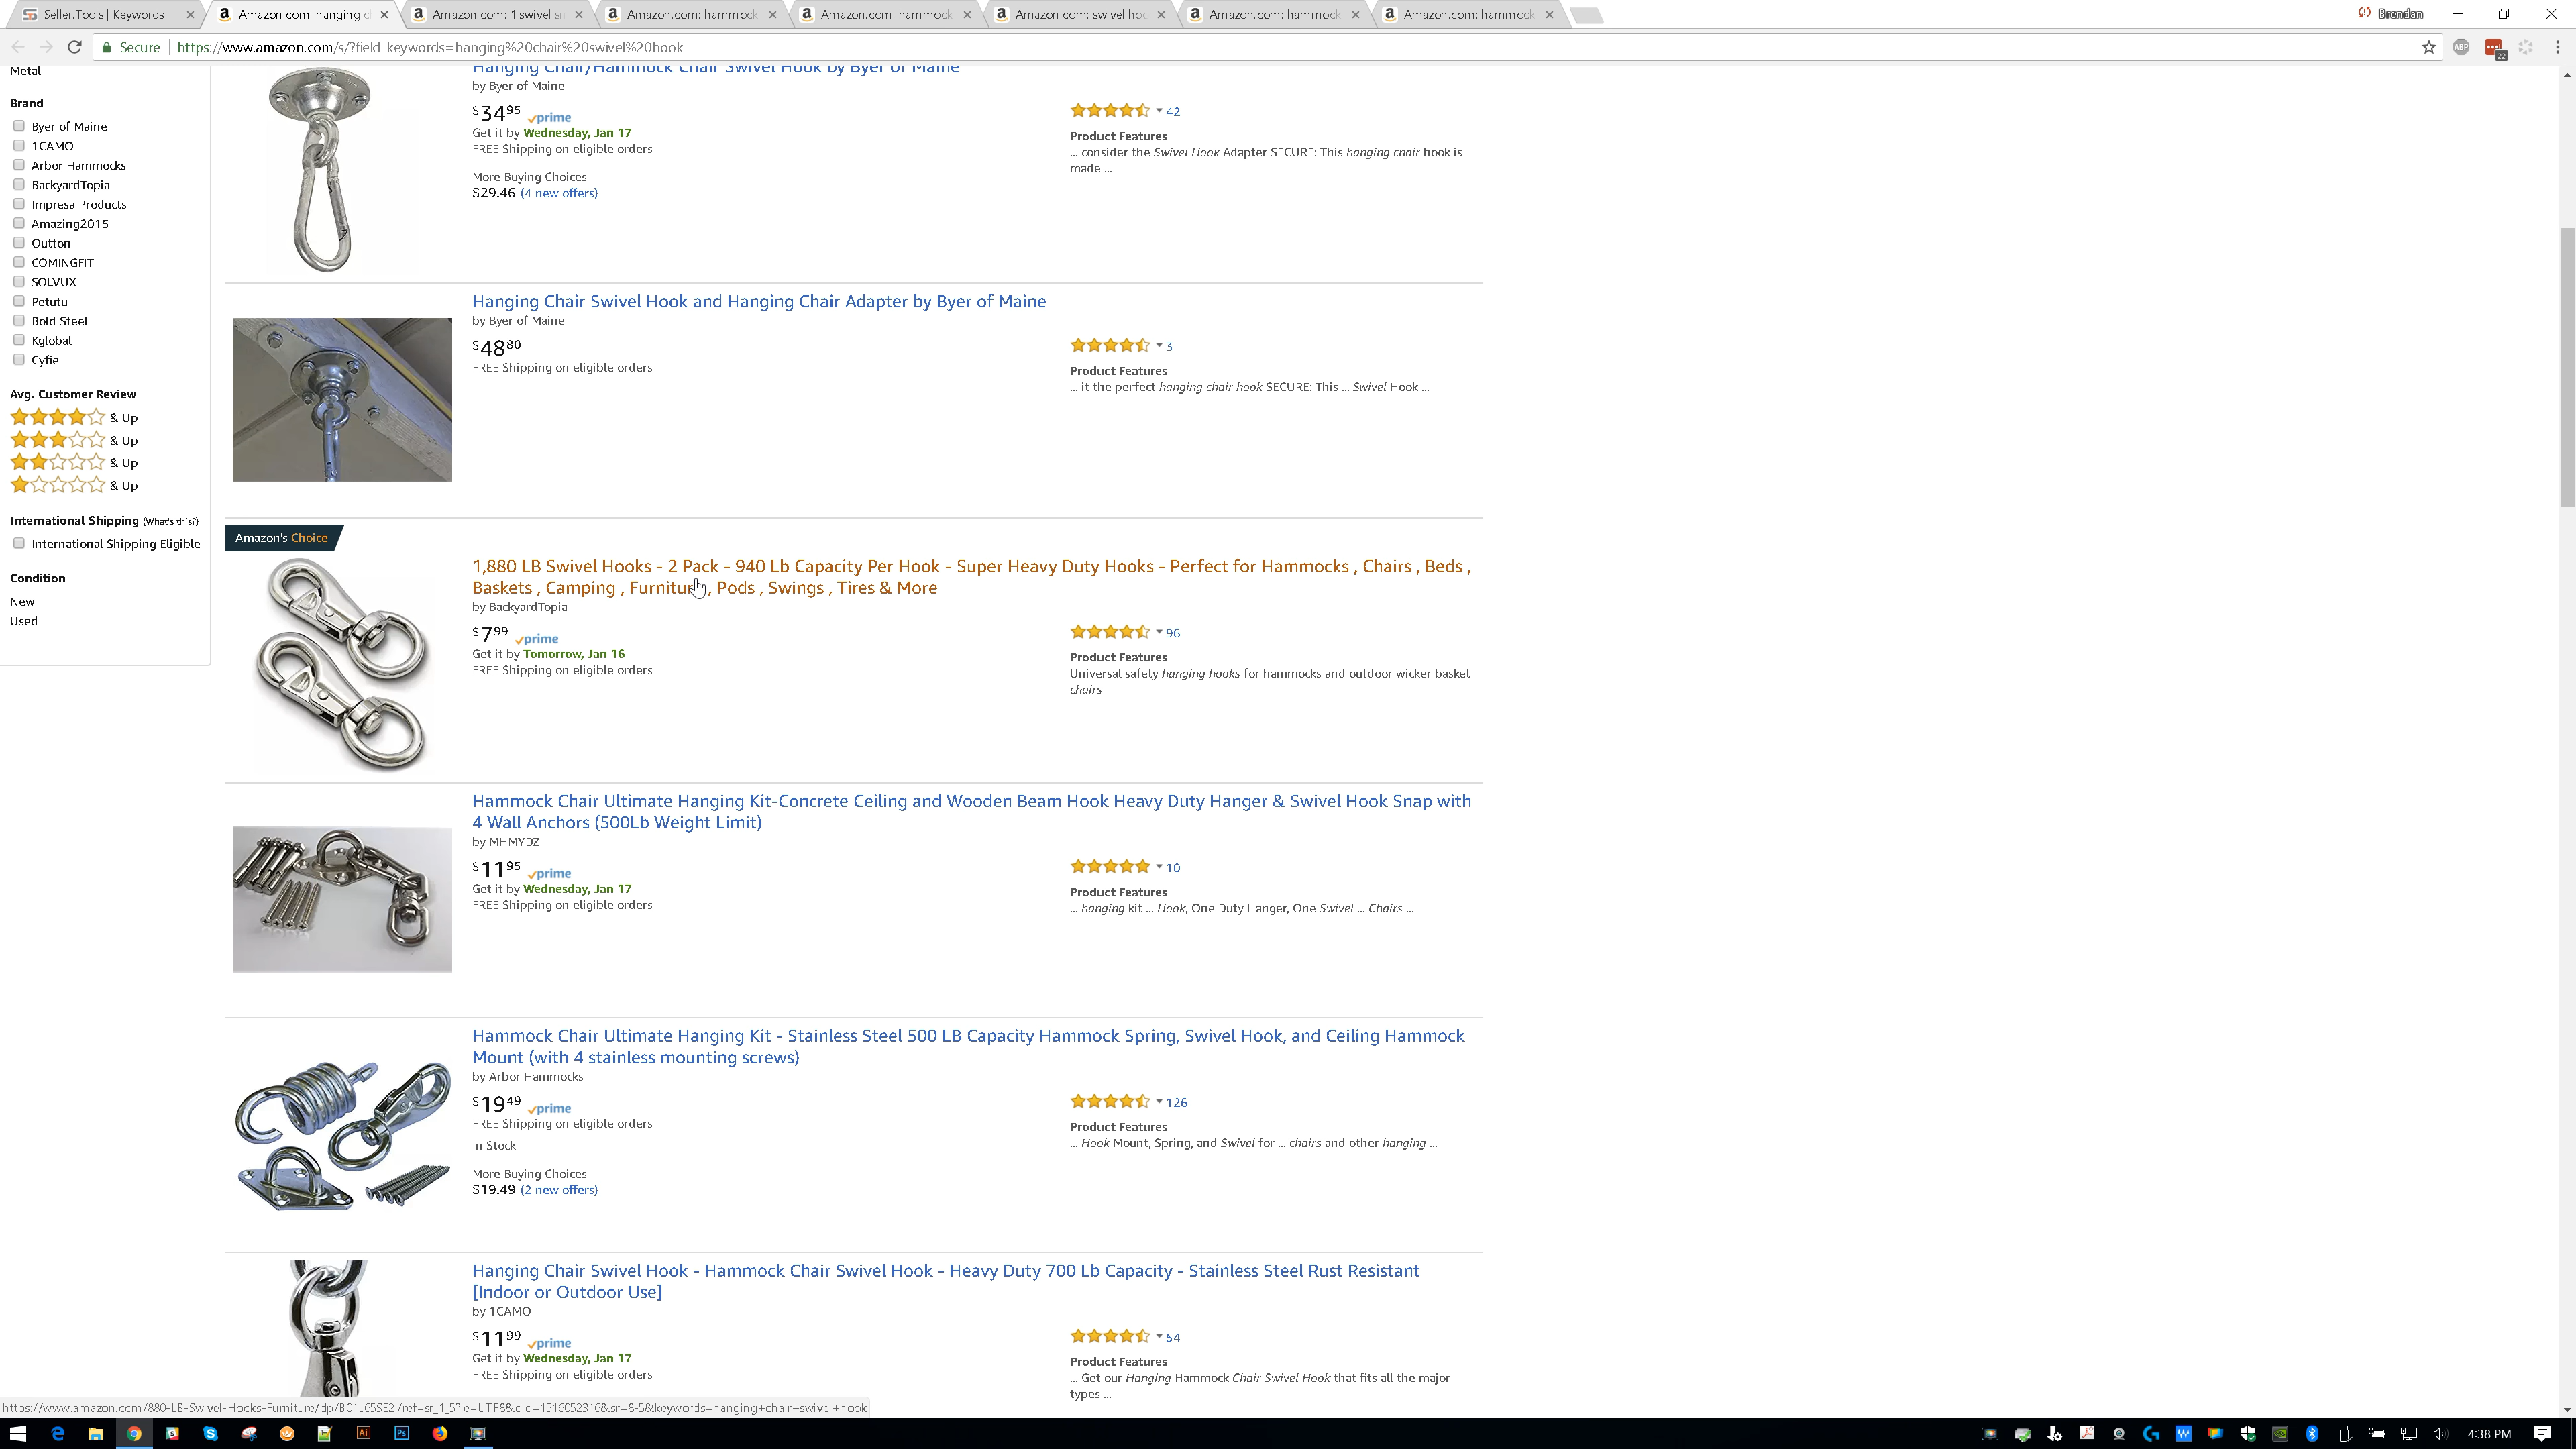 Seller.Tools | Keywords
Amazon.com: hanging c
Amazon.com: 1 swivel s
Amazon.com: hammock
Amazon.com: hammock
Amazon.com: swivel ho
Amazon.com: hammock
Amazon.com: hammock
Brendan
Secure
https://www.amazon.com/s/?field-keywords=hanging%20chair%20swivel%20hook
ABP
22
Metal
Brand
Byer of Maine
1CAMO
Arbor Hammocks
BackyardTopia
Impresa Products
Amazing2015
Outton
COMINGFIT
SOLVUX
Petutu
Bold Steel
Kglobal
Cyfie
Avg. Customer Review
& Up
& Up
& Up
& Up
International Shipping (What's this?)
International Shipping Eligible
Condition
New
Used
Hanging Chair/Hammock Chair Swivel Hook by Byer of Maine
by Byer of Maine
$34 95 prime
Get it by Wednesday, Jan 17
FREE Shipping on eligible orders
More Buying Choices
$29.46 (4 new offers)
42
Product Features
... consider the Swivel Hook Adapter SECURE: This hanging chair hook is
made ...
Hanging Chair Swivel Hook and Hanging Chair Adapter by Byer of Maine
by Byer of Maine
$48 80
FREE Shipping on eligible orders
3
Product Features
... it the perfect hanging chair hook SECURE: This ... Swivel Hook ...
Amazon's Choice
1,880 LB Swivel Hooks - 2 Pack - 940 Lb Capacity Per Hook - Super Heavy Duty Hooks - Perfect for Hammocks , Chairs , Beds ,
Baskets , Camping , Furniture , Pods , Swings , Tires & More
by BackyardTopia
$7 99 prime
Get it by Tomorrow, Jan 16
FREE Shipping on eligible orders
96
Product Features
Universal safety hanging hooks for hammocks and outdoor wicker basket
chairs
Hammock Chair Ultimate Hanging Kit-Concrete Ceiling and Wooden Beam Hook Heavy Duty Hanger & Swivel Hook Snap with
4 Wall Anchors (500Lb Weight Limit)
by MHMYDZ
$11 95 prime
Get it by Wednesday, Jan 17
FREE Shipping on eligible orders
10
Product Features
... hanging kit ... Hook, One Duty Hanger, One Swivel ... Chairs ...
Hammock Chair Ultimate Hanging Kit - Stainless Steel 500 LB Capacity Hammock Spring, Swivel Hook, and Ceiling Hammock
Mount (with 4 stainless mounting screws)
by Arbor Hammocks
$19 49 prime
FREE Shipping on eligible orders
In Stock
More Buying Choices
$19.49 (2 new offers)
126
Product Features
... Hook Mount, Spring, and Swivel for ... chairs and other hanging ...
Hanging Chair Swivel Hook - Hammock Chair Swivel Hook - Heavy Duty 700 Lb Capacity - Stainless Steel Rust Resistant
[Indoor or Outdoor Use]
by 1CAMO
$11 99 prime
Get it by Wednesday, Jan 17
FREE Shipping on eligible orders
54
Product Features
... Get our Hanging Hammock Chair Swivel Hook that fits all the major
types ...
https://www.amazon.com/880-LB-Swivel-Hooks-Furniture/dp/B01L65SE2I/ref=sr_1_5?ie=UTF8&qid=1516052316&sr=8-5&keywords=hanging+chair+swivel+hook
Ai
Ps
4:38 PM